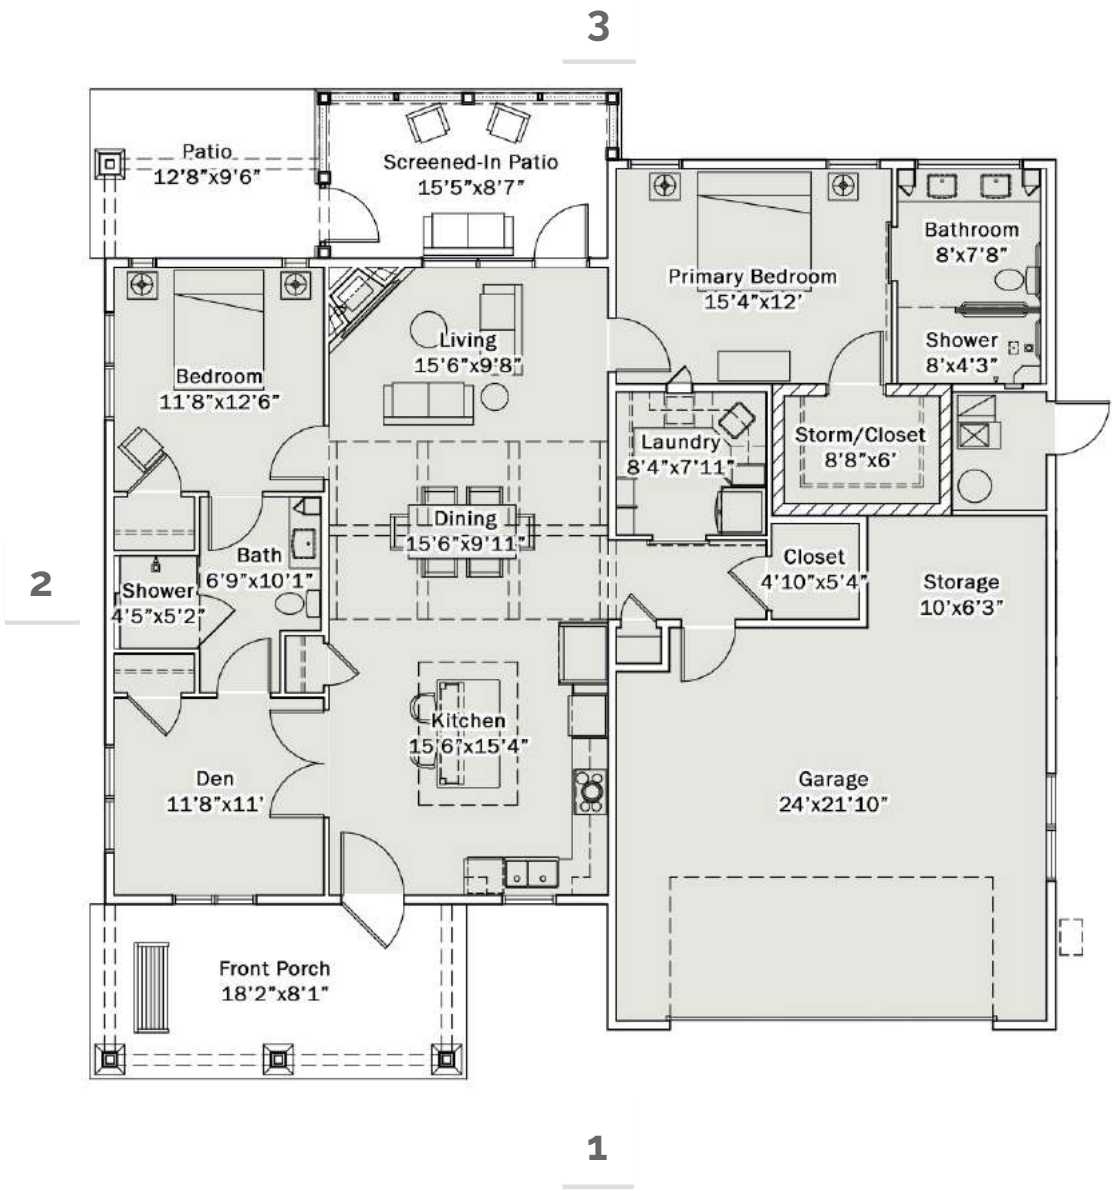 3
Patio
12'8"x9'6"
Screened-In Patio
15'5"x8'7"
Bathroom
8'x7'8"
Primary Bedroom
15'4"x12'
Living
15'6"x9'8"
Shower
8'x4'3"
Bedroom
11'8"x12'6"
Laundry
8'4"x7'11"
Storm/Closet
8'8"x6'
Dining
15'6"x9'11"
Bath
6'9"x10'1"
Closet
4'10"x5'4"
Storage
10'x6'3"
2
Shower
4'5"x5'2"
Kitchen
15'6"x15'4"
Den
11'8"x11'
Garage
24'x21'10"
Front Porch
18'2"x8'1"
1